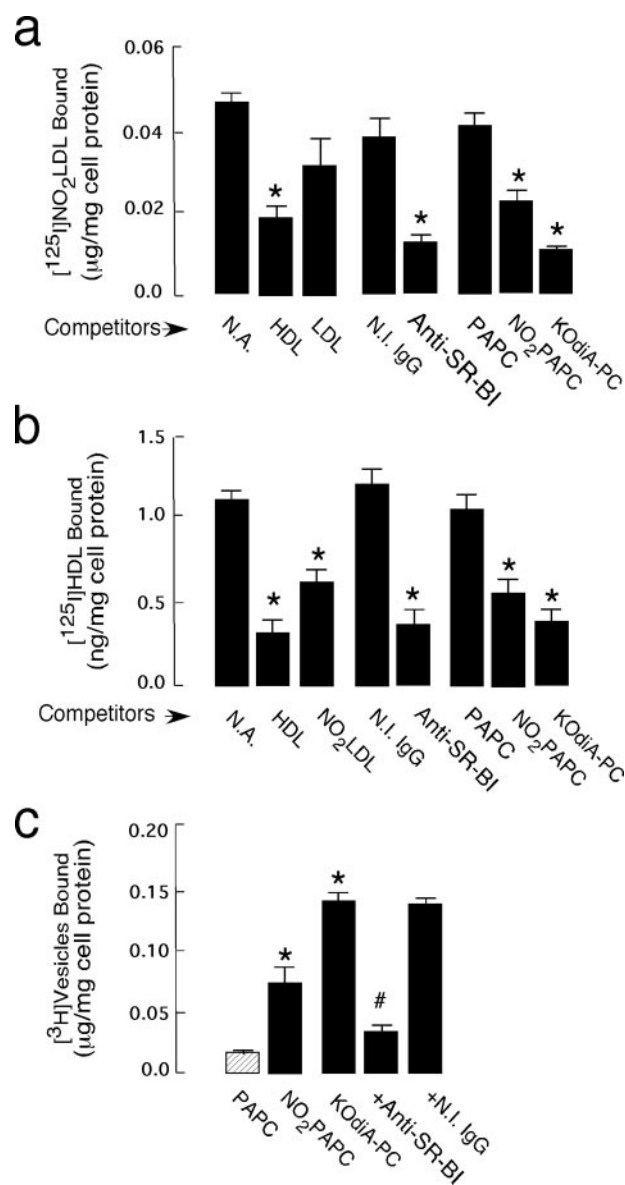 a
[125I]NO2LDL Bound
(μg/mg cell protein)
0.06
0.04
0.02
0.0
* * * *
Competitors
N.A.
HDL
LDL
N.I. IgG
Anti-SR-BI
PAPC
NO2PAPC
KOdiA-PC
b
[125I]HDL Bound
(ng/mg cell protein)
1.5
1.0
0.5
0.0
* * * * *
Competitors
N.A.
HDL
NO2LDL
N.I. IgG
Anti-SR-BI
PAPC
NO2PAPC
KOdiA-PC
c
[3H]Vesicles Bound
(μg/mg cell protein)
0.20
0.15
0.10
0.05
0.0
* * #
PAPC
NO2PAPC
KOdiA-PC
+Anti-SR-BI
+N.I. IgG